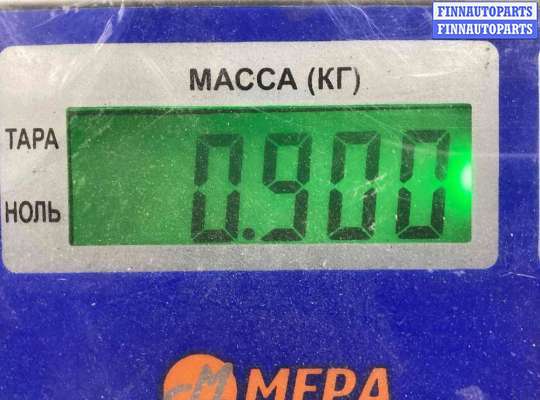 FINNAUTOPARTS
FINNAUTOPARTS
МАССА (КГ)
ТАРА
0.900
НОЛЬ
МЕРА